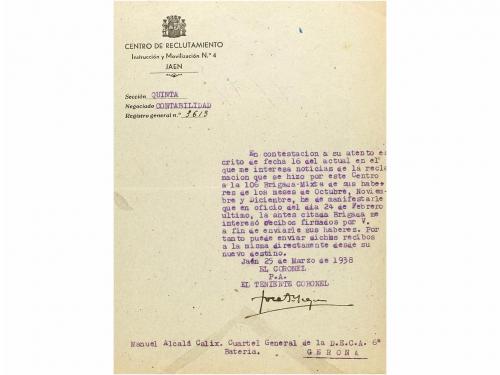 CENTRO DE RECLUTAMIENTO
Instrucción y Movilización N.º 4
JAEN
Sección QUINTA
Negociado CONTABILIDAD
Registro general n.º 3613
En contestacion a su atento es
crito de fecha 16 del actual en el
que me interesa noticias de la recla
macion que se hizo por este Centro
a la 106 Brigada-Mixta de sus habe
res de los meses de Octubre, Noviem
bre y Diciembre, he de manifestarle
que en oficio del dia 24 de Febrero
ultimo, la antes citada Brigada me
interesó recibos firmados por V.
a fin de enviarle sus haberes. Por
tanto puede enviar dichos recibos
a la misma directamente desde su
nuevo destino.
Jaén 25 de Marzo de 1938
EL CORONEL
P.A.
EL TENIENTE CORONEL
Manuel Alcalá Calix. Cuartel General de la D.E.C.A. 6ª
Bateria. GERONA